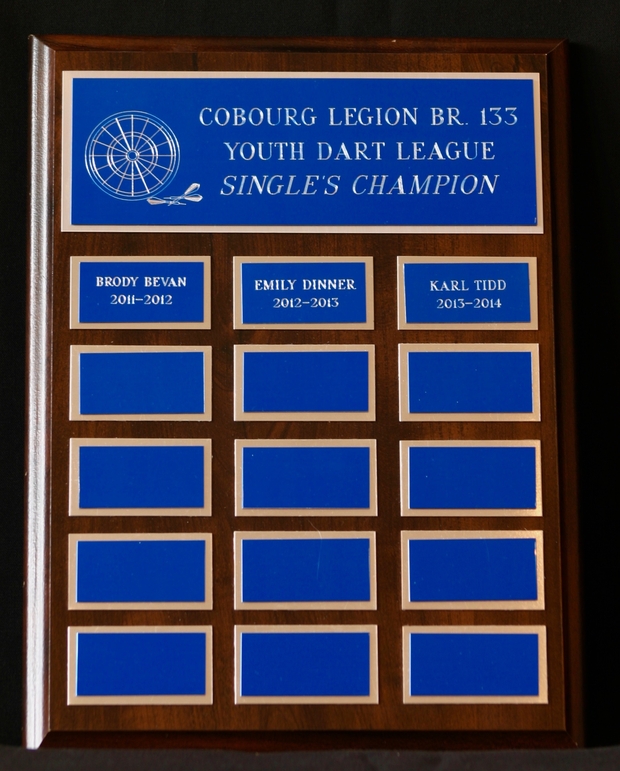 COBOURG LEGION BR. 133
YOUTH DART LEAGUE
SINGLE'S CHAMPION
BRODY BEVAN
2011–2012
EMILY DINNER
2012–2013
KARL TIDD
2013–2014